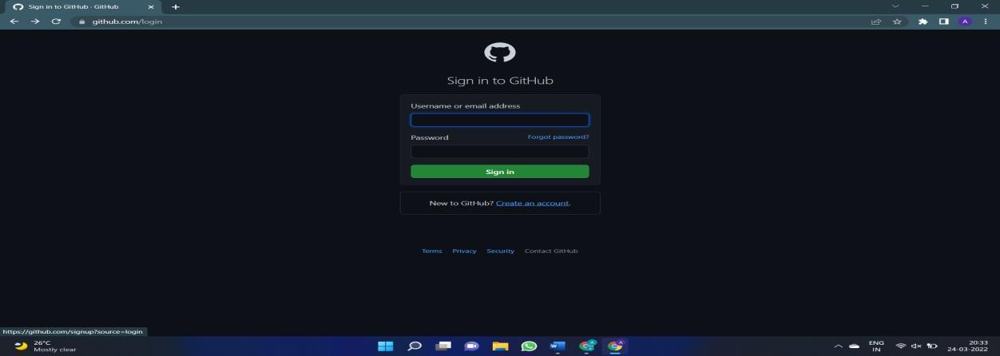 Sign in to GitHub · GitHub
github.com/login
A
Sign in to GitHub
Username or email address
Password
Forgot password?
Sign in
New to GitHub? Create an account.
Terms Privacy Security Contact GitHub
https://github.com/signup?source=login
26°C
Mostly clear
ENG
IN
20:33
24-03-2022